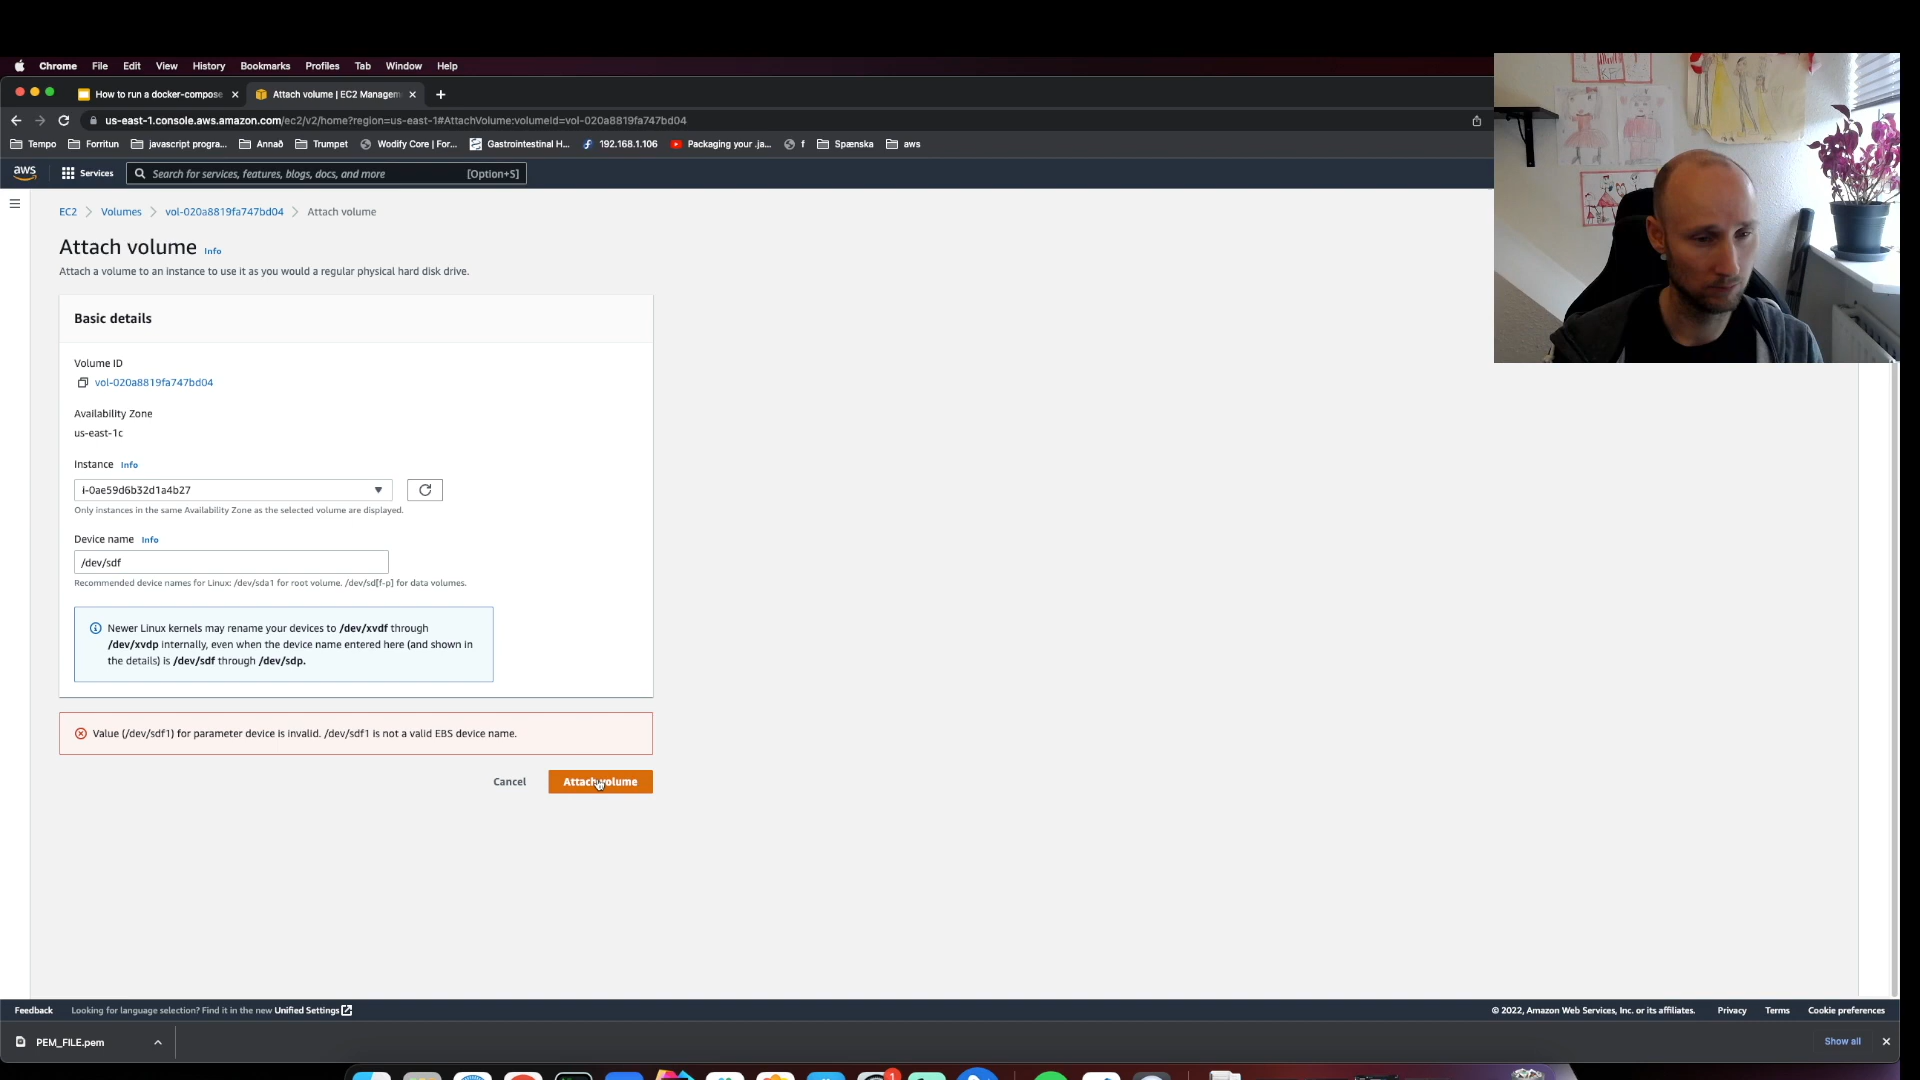 Chrome File Edit View History Bookmarks Profiles Tab Window Help
How to run a docker-compose
Attach volume | EC2 Managem
us-east-1.console.aws.amazon.com/ec2/v2/home?region=us-east-1#AttachVolume:volumeId=vol-020a8819fa747bd04
Tempo Forritun javascript progra... Annað Trumpet Wodify Core | For... Gastrointestinal H... 192.168.1.106 Packaging your .ja... f Spænska aws
aws Services Search for services, features, blogs, docs, and more [Option+S]
EC2 Volumes vol-020a8819fa747bd04 Attach volume
Attach volume Info
Attach a volume to an instance to use it as you would a regular physical hard disk drive.
Basic details
Volume ID
vol-020a8819fa747bd04
Availability Zone
us-east-1c
Instance Info
i-0ae59d6b32d1a4b27
Only instances in the same Availability Zone as the selected volume are displayed.
Device name Info
/dev/sdf
Recommended device names for Linux: /dev/sda1 for root volume. /dev/sd[f-p] for data volumes.
Newer Linux kernels may rename your devices to /dev/xvdf through
/dev/xvdp internally, even when the device name entered here (and shown in
the details) is /dev/sdf through /dev/sdp.
Value (/dev/sdf1) for parameter device is invalid. /dev/sdf1 is not a valid EBS device name.
Cancel Attach volume
Feedback Looking for language selection? Find it in the new Unified Settings © 2022, Amazon Web Services, Inc. or its affiliates. Privacy Terms Cookie preferences
PEM_FILE.pem Show all
1